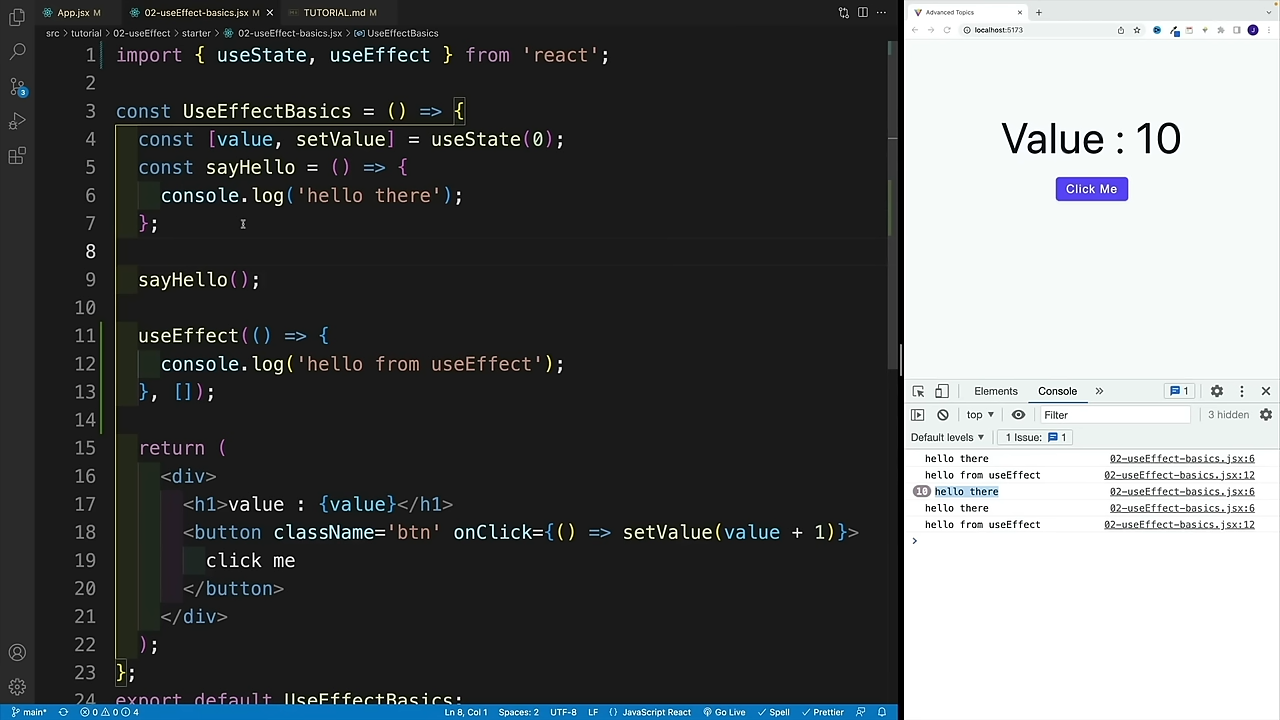 App.jsx M
02-useEffect-basics.jsx M
TUTORIAL.md M
src > tutorial > 02-useEffect > starter > 02-useEffect-basics.jsx > UseEffectBasics
1 import { useState, useEffect } from 'react';
2
3 const UseEffectBasics = () => {
4 const [value, setValue] = useState(0);
5 const sayHello = () => {
6 console.log('hello there');
7 };
8
9 sayHello();
10
11 useEffect(() => {
12 console.log('hello from useEffect');
13 }, []);
14
15 return (
16 <div>
17 <h1>value : {value}</h1>
18 <button className='btn' onClick={() => setValue(value + 1)}>
19 click me
20 </button>
21 </div>
22 );
23 };
24 export default UseEffectBasics;
3
main*
0 0 4
Ln 8, Col 1
Spaces: 2
UTF-8
LF
{ } JavaScript React
Go Live
Spell
Prettier
Advanced Topics
localhost:5173
J
Value : 10
Click Me
Elements
Console
1
top
Filter
3 hidden
Default levels
1 Issue: 1
hello there 02-useEffect-basics.jsx:6
hello from useEffect 02-useEffect-basics.jsx:12
10 hello there 02-useEffect-basics.jsx:6
hello there 02-useEffect-basics.jsx:6
hello from useEffect 02-useEffect-basics.jsx:12